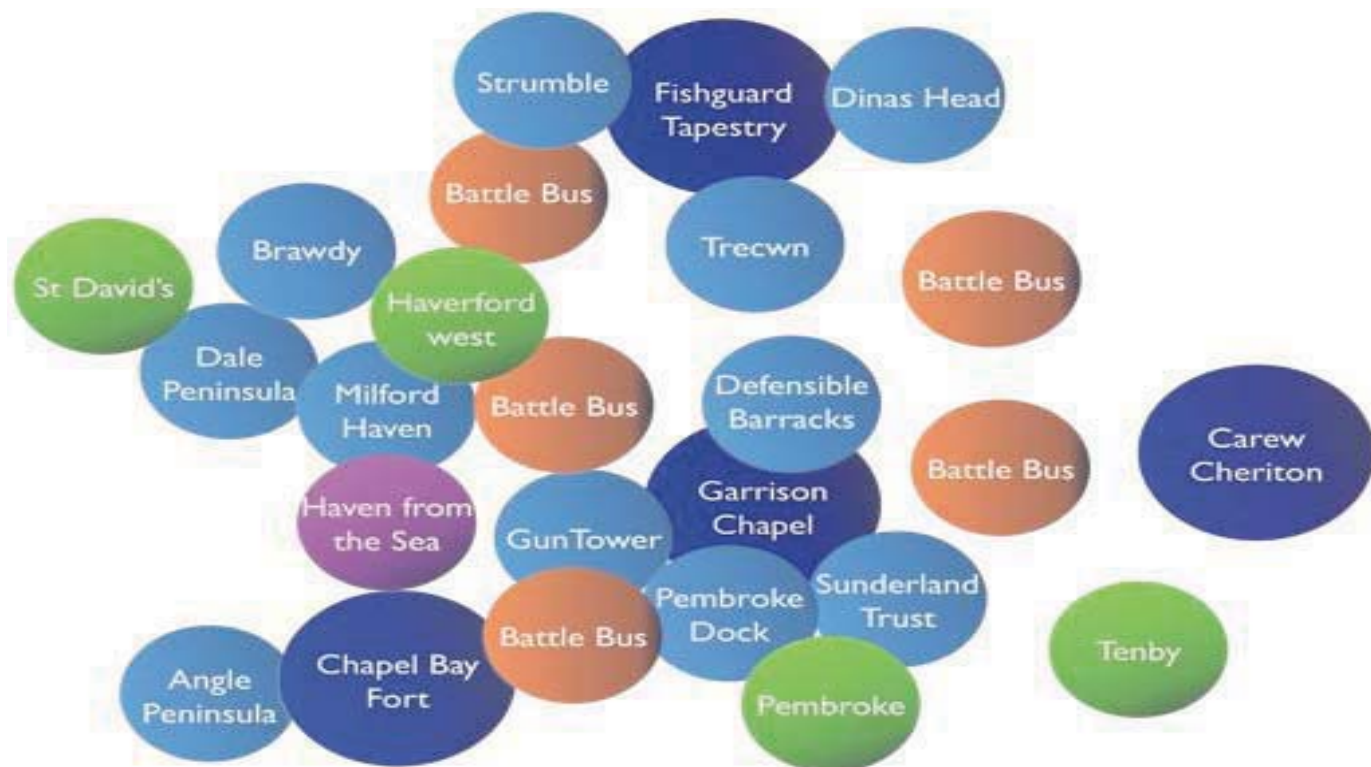 Strumble
Fishguard
Tapestry
Dinas Head
Battle Bus
Brawdy
Trecwn
St David's
Haverford
west
Battle Bus
Dale
Peninsula
Milford
Haven
Battle Bus
Defensible
Barracks
Battle Bus
Carew
Cheriton
Haven from
the Sea
GunTower
Garrison
Chapel
Battle Bus
Pembroke
Dock
Sunderland
Trust
Tenby
Angle
Peninsula
Chapel Bay
Fort
Pembroke